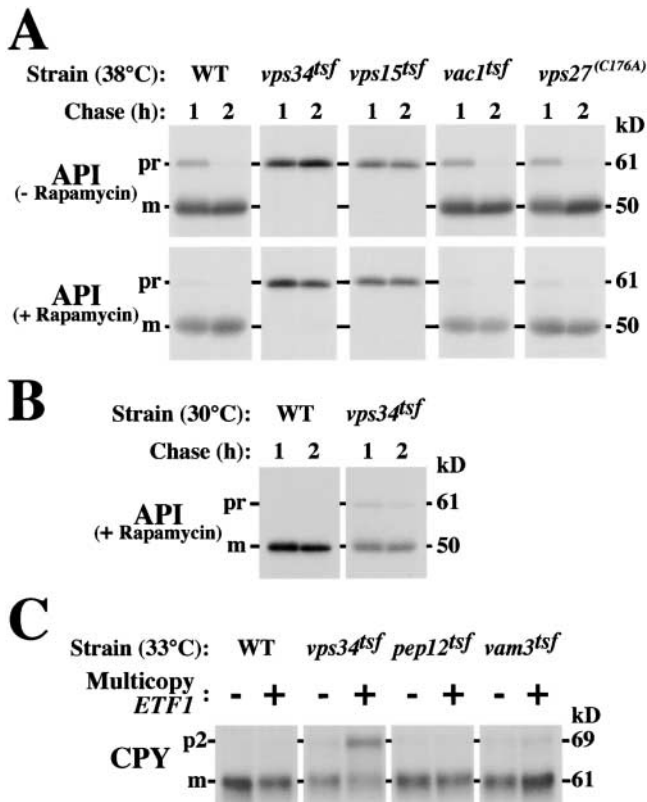 A
Strain (38°C): WT vps34tsf vps15tsf vac1tsf vps27(C176A)
Chase (h): 1 2 1 2 1 2 1 2 1 2
kD
API
(- Rapamycin)
pr 61
m 50
API
(+ Rapamycin)
pr 61
m 50
B
Strain (30°C): WT vps34tsf
Chase (h): 1 2 1 2
kD
API
(+ Rapamycin)
pr 61
m 50
C
Strain (33°C): WT vps34tsf pep12tsf vam3tsf
Multicopy
ETF1 : - + - + - + - +
kD
CPY
p2 69
m 61